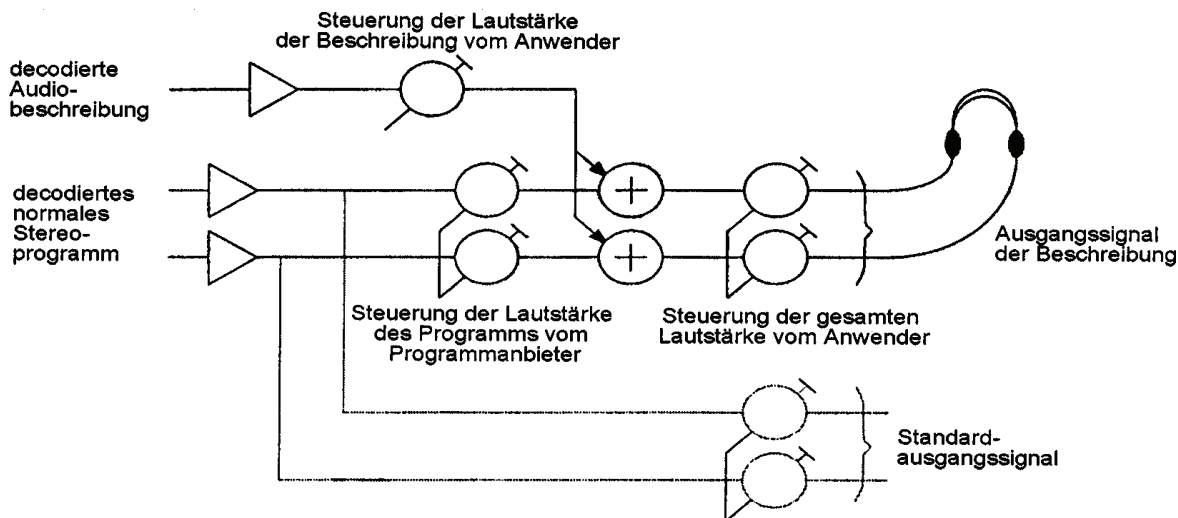 Steuerung der Lautstärke
der Beschreibung vom Anwender
decodierte
Audio-
beschreibung
decodiertes
normales
Stereo-
programm
Ausgangssignal
der Beschreibung
Steuerung der Lautstärke
des Programms vom
Programmanbieter
Steuerung der gesamten
Lautstärke vom Anwender
Standard-
ausgangssignal